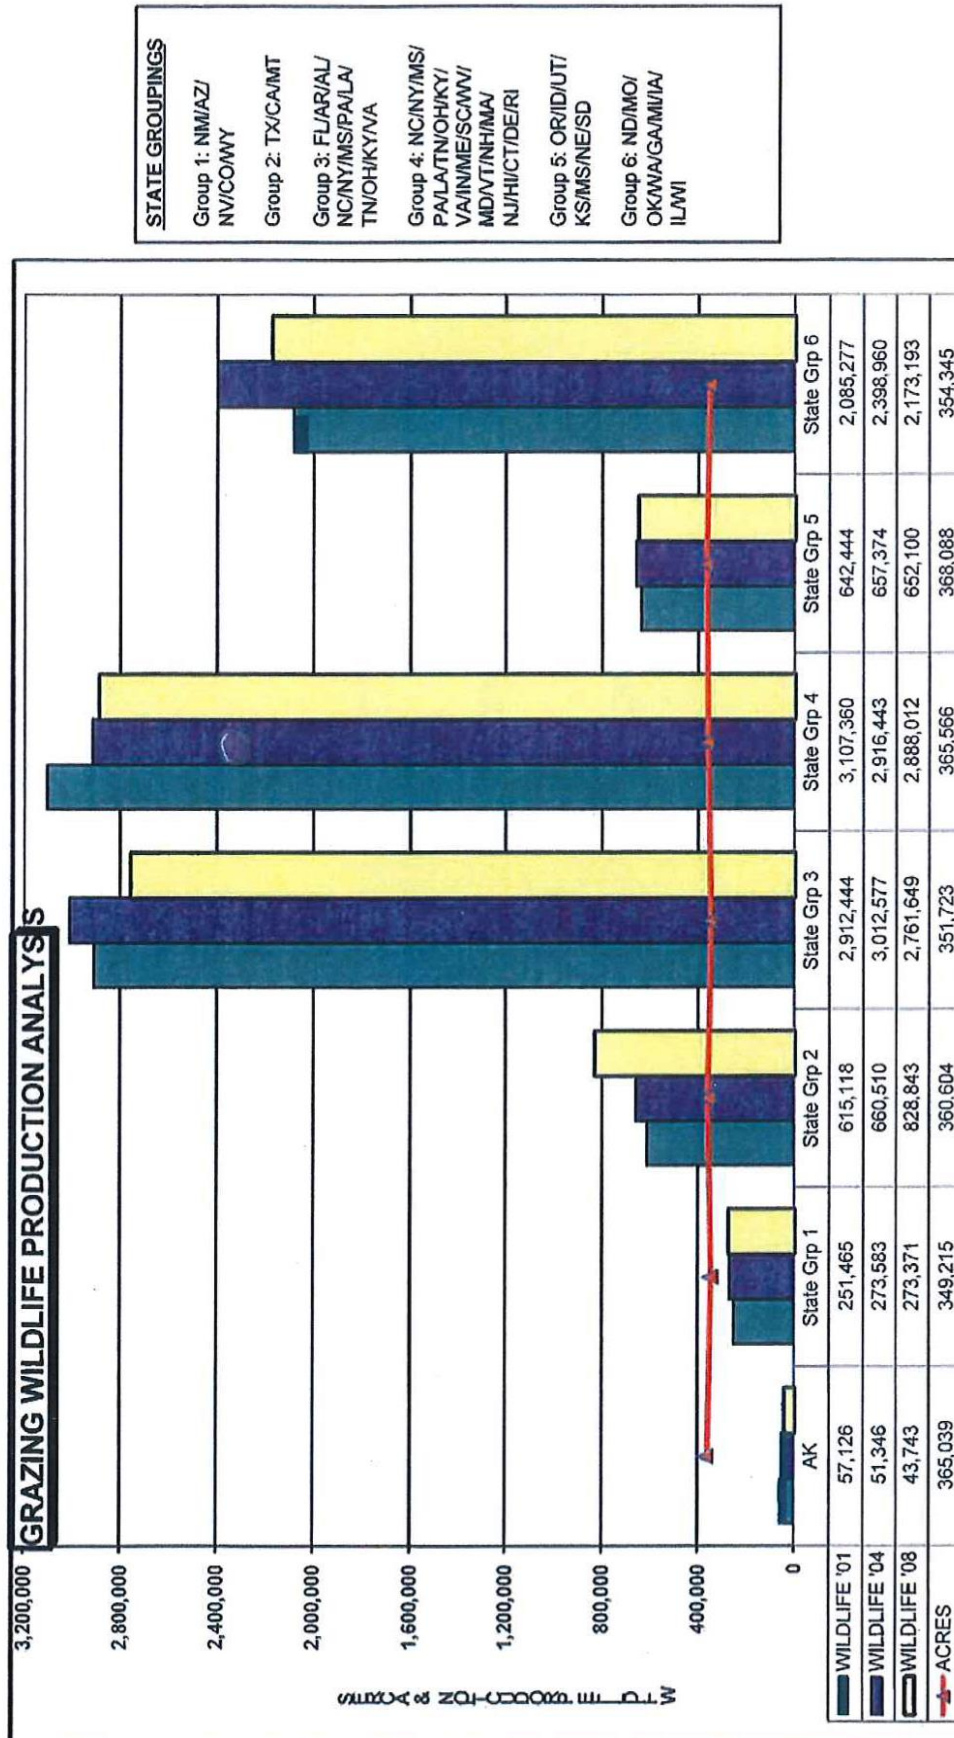 GRAZING WILDLIFE PRODUCTION ANALYSIS
3,200,000
2,800,000
2,400,000
2,000,000
1,600,000
1,200,000
800,000
400,000
0
AK State Grp 1 State Grp 2 State Grp 3 State Grp 4 State Grp 5 State Grp 6
WILDLIFE '01 57,126 251,465 615,118 2,912,444 3,107,360 642,444 2,085,277
WILDLIFE '04 51,346 273,583 660,510 3,012,577 2,916,443 657,374 2,398,960
WILDLIFE '08 43,743 273,371 828,843 2,761,649 2,888,012 652,100 2,173,193
ACRES 365,039 349,215 360,604 351,723 365,566 368,088 354,345
STATE GROUPINGS
Group 1: NM/AZ/
NV/CO/WY
Group 2: TX/CA/MT
Group 3: FL/AR/AL/
NC/NY/MS/PA/LA/
TN/OH/KY/VA
Group 4: NC/NY/MS/
PA/LA/TN/OH/KY/
VA/IN/ME/SC/WV/
MD/VT/NH/MA/
NJ/HI/CT/DE/RI
Group 5: OR/ID/UT/
KS/MS/NE/SD
Group 6: ND/MO/
OK/WA/GA/MI/IA/
IL/WI